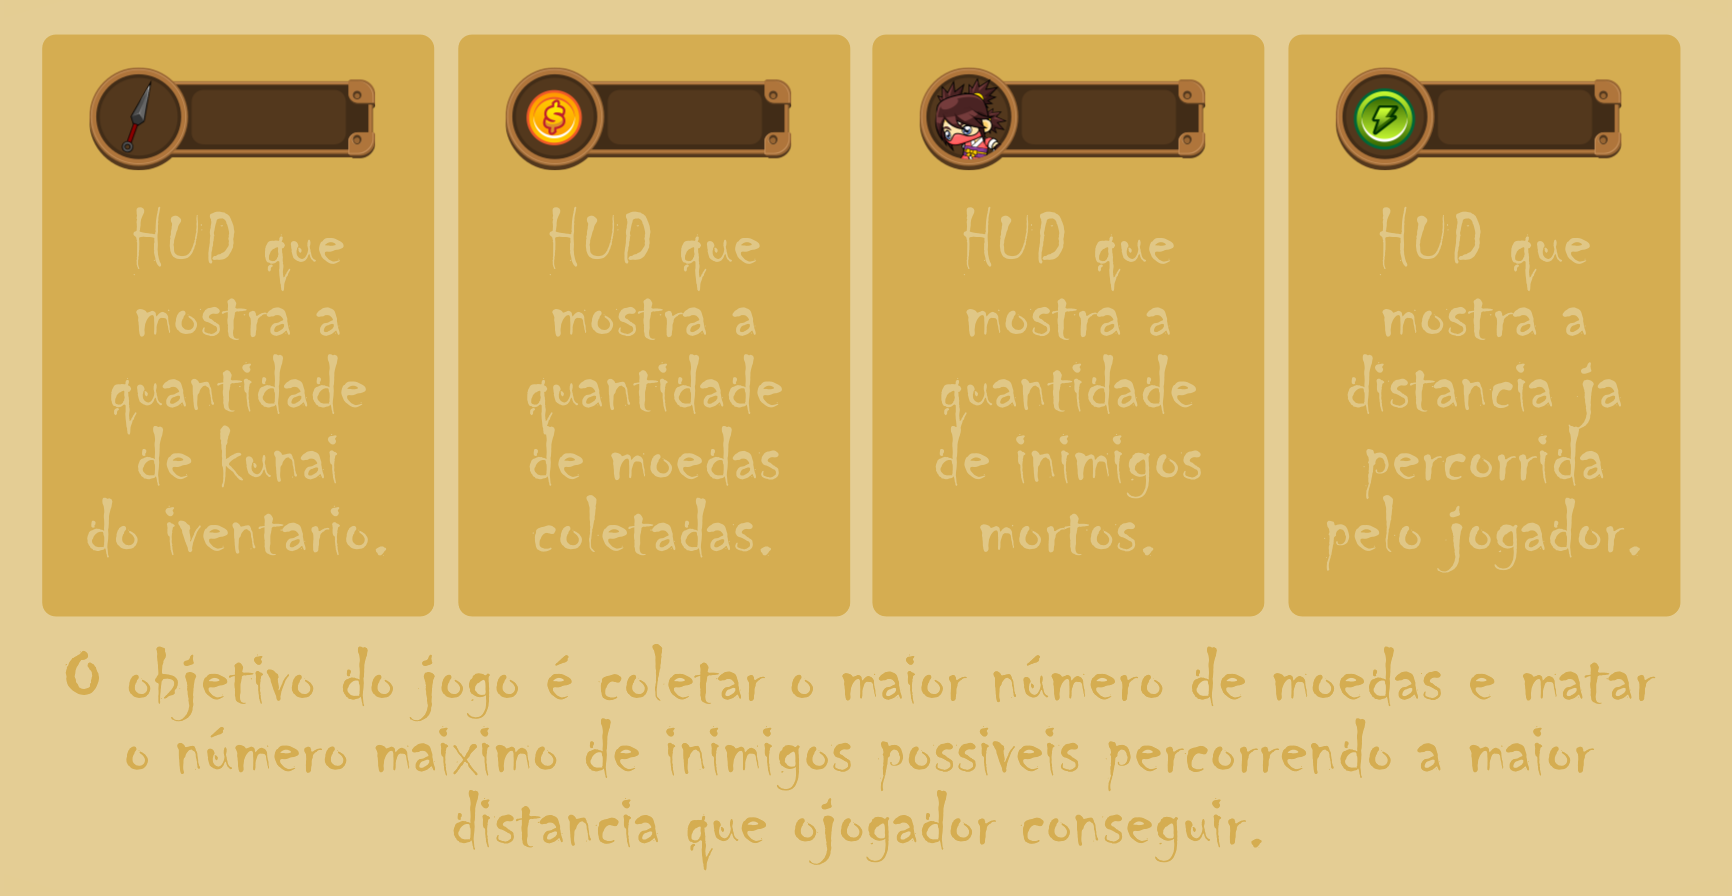 HUD que
mostra a
quantidade
de kunai
do iventario.
HUD que
mostra a
quantidade
de moedas
coletadas.
HUD que
mostra a
quantidade
de inimigos
mortos.
HUD que
mostra a
distancia ja
percorrida
pelo jogador.
O objetivo do jogo é coletar o maior número de moedas e matar
o número maiximo de inimigos possiveis percorrendo a maior
distancia que ojogador conseguir.